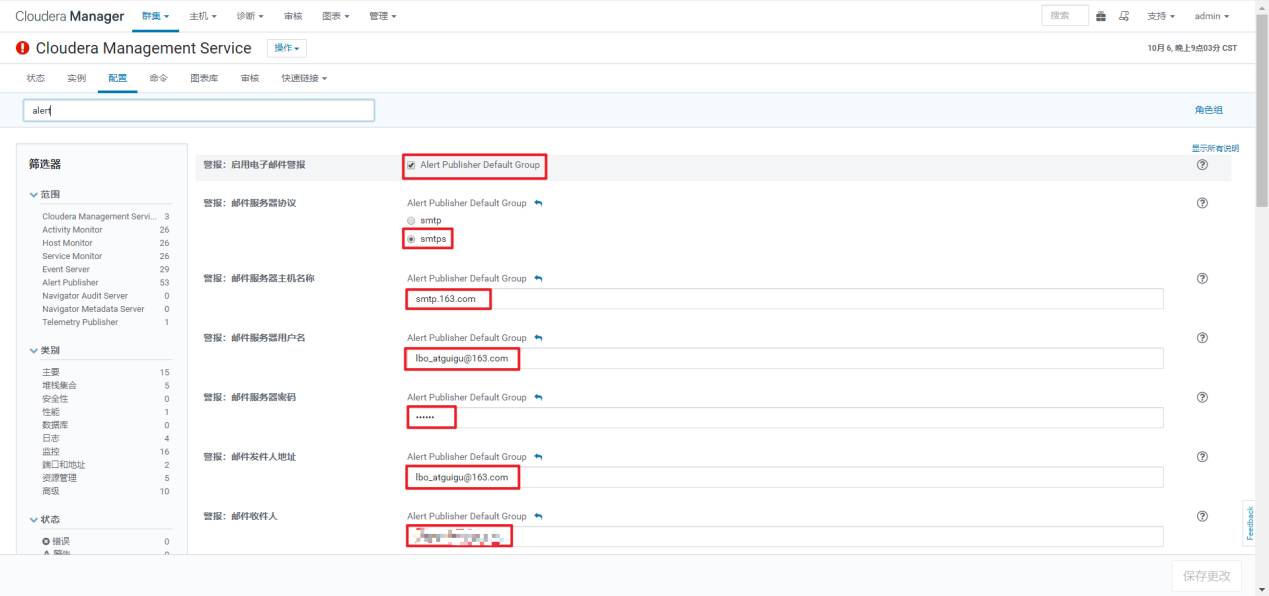 Cloudera Manager 群集 主机 诊断 审核 图表 管理 搜索 支持 admin
Cloudera Management Service 操作 10月 6, 晚上9点03分 CST
状态 实例 配置 命令 图表库 审核 快速链接
alert 角色组
显示所有说明
筛选器
范围
Cloudera Management Servi... 3
Activity Monitor 26
Host Monitor 26
Service Monitor 26
Event Server 29
Alert Publisher 53
Navigator Audit Server 0
Navigator Metadata Server 0
Telemetry Publisher 1
类别
主要 15
堆栈集合 5
安全性 0
性能 1
数据库 0
日志 4
监控 16
端口和地址 2
资源管理 5
高级 10
状态
错误 0
警告 0
警报：启用电子邮件警报 Alert Publisher Default Group
警报：邮件服务器协议 Alert Publisher Default Group
smtp
smtps
警报：邮件服务器主机名称 Alert Publisher Default Group
smtp.163.com
警报：邮件服务器用户名 Alert Publisher Default Group
lbo_atguigu@163.com
警报：邮件服务器密码 Alert Publisher Default Group
••••••
警报：邮件发件人地址 Alert Publisher Default Group
lbo_atguigu@163.com
警报：邮件收件人 Alert Publisher Default Group
Feedback
保存更改